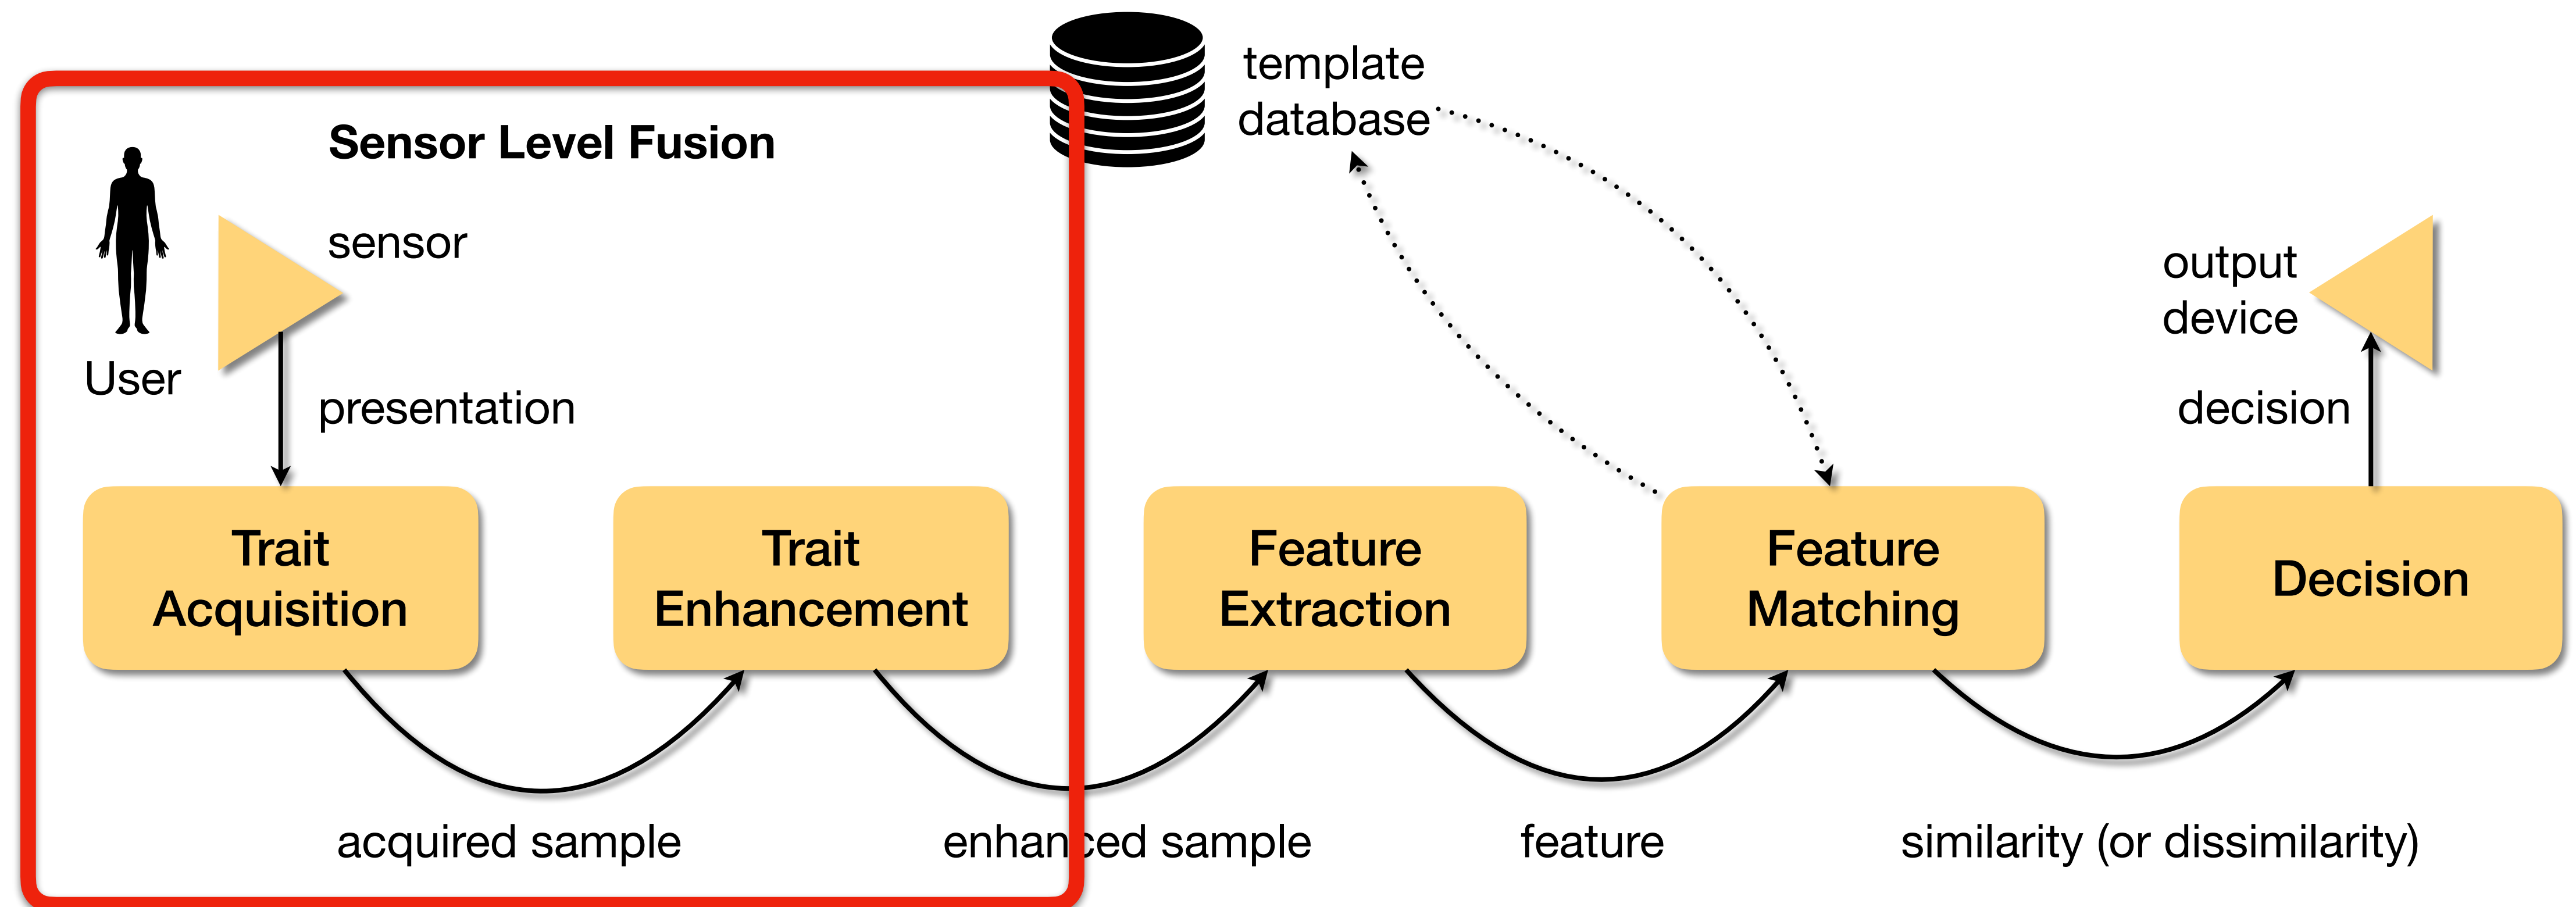 template
database
Sensor Level Fusion
sensor
User
presentation
output
device
decision
Trait
Acquisition
Trait
Enhancement
Feature
Extraction
Feature
Matching
Decision
acquired sample
enhanced sample
feature
similarity (or dissimilarity)